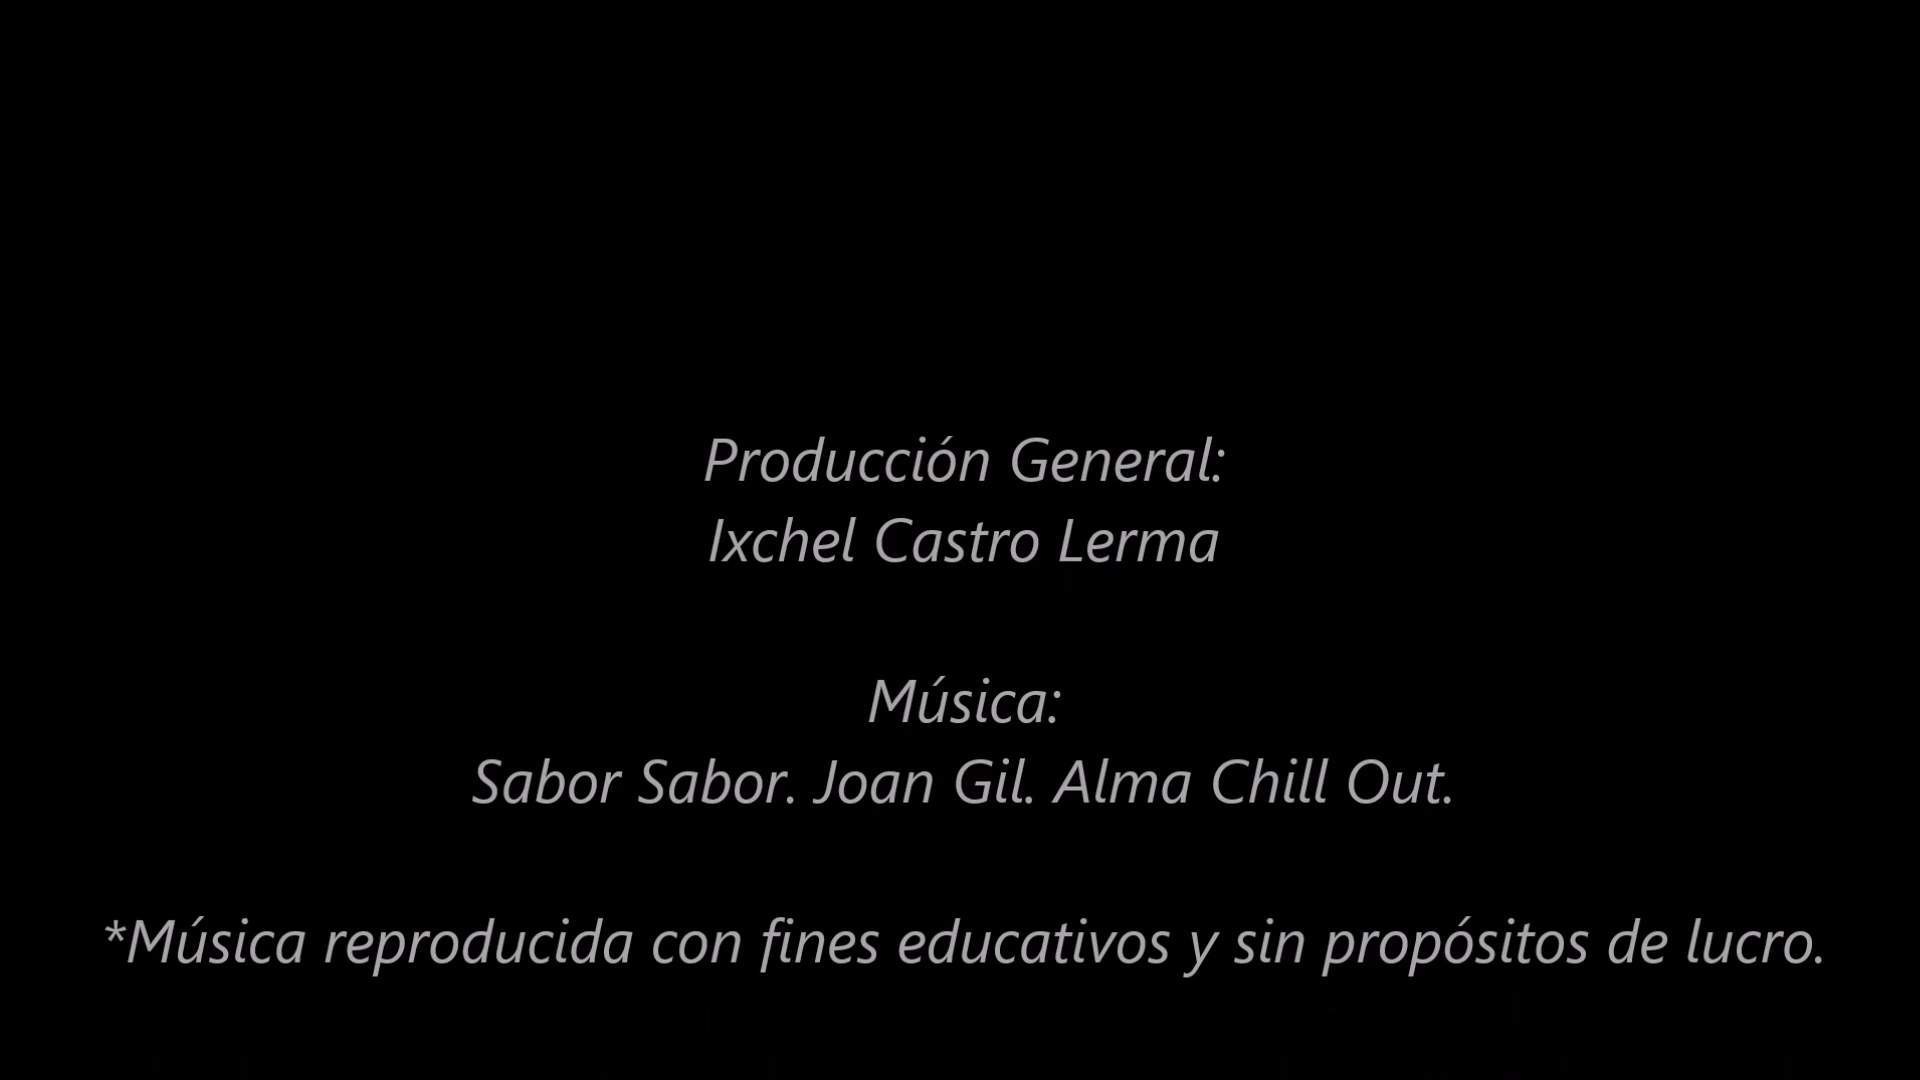 Producción General:
Ixchel Castro Lerma
Música:
Sabor Sabor. Joan Gil. Alma Chill Out.
*Música reproducida con fines educativos y sin propósitos de lucro.